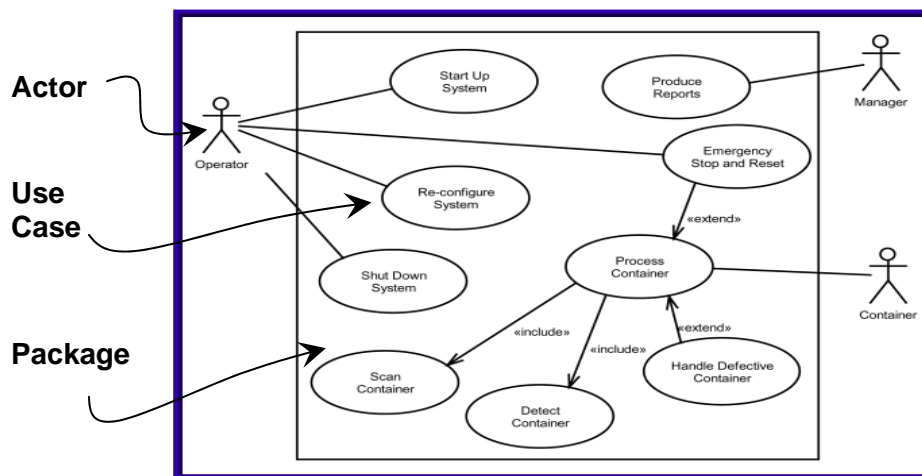 Actor
Use
Case
Package
Operator
Start Up
System
Produce
Reports
Manager
Emergency
Stop and Reset
Re-configure
System
«extend»
Shut Down
System
Process
Container
Container
«include»
«include»
«extend»
Scan
Container
Detect
Container
Handle Defective
Container